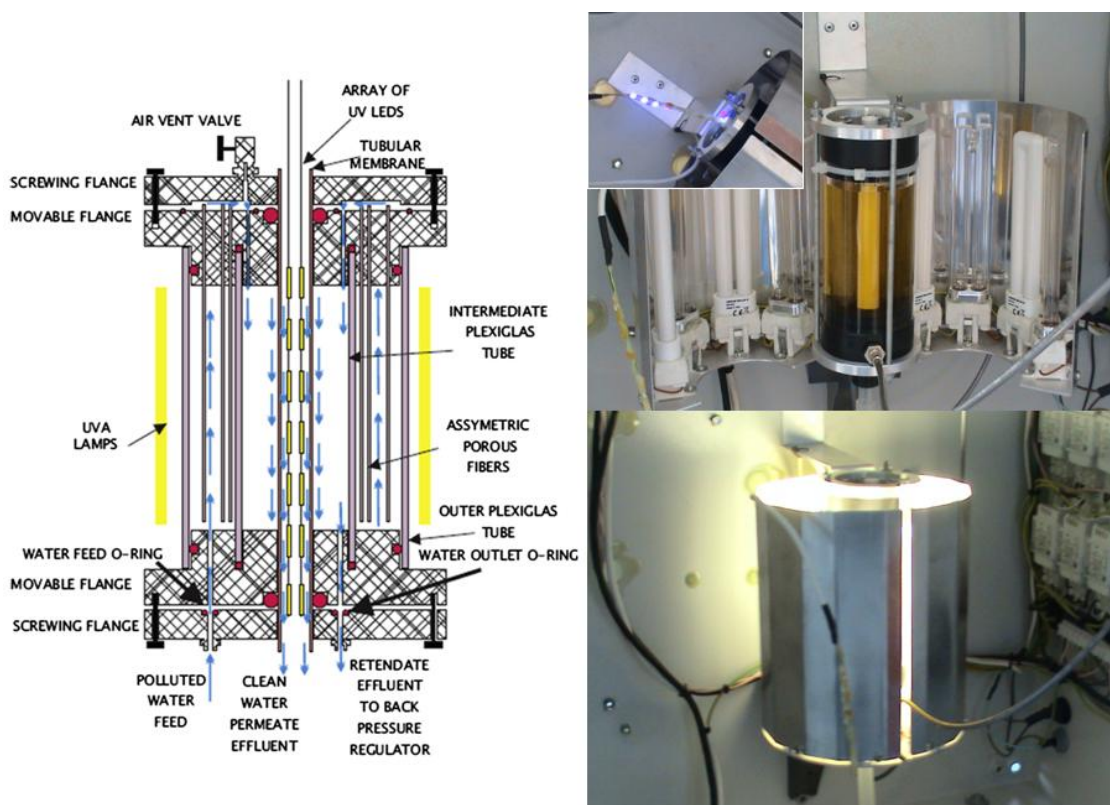 ARRAY OF
UV LEDS
AIR VENT VALVE
TUBULAR
MEMBRANE
SCREWING FLANGE
MOVABLE FLANGE
INTERMEDIATE
PLEXIGLAS
TUBE
UVA
LAMPS
ASSYMETRIC
POROUS
FIBERS
OUTER PLEXIGLAS
TUBE
WATER FEED O-RING
WATER OUTLET O-RING
MOVABLE FLANGE
SCREWING FLANGE
POLLUTED
WATER
FEED
CLEAN
WATER
PERMEATE
EFFLUENT
RETENDATE
EFFLUENT
TO BACK
PRESSURE
REGULATOR